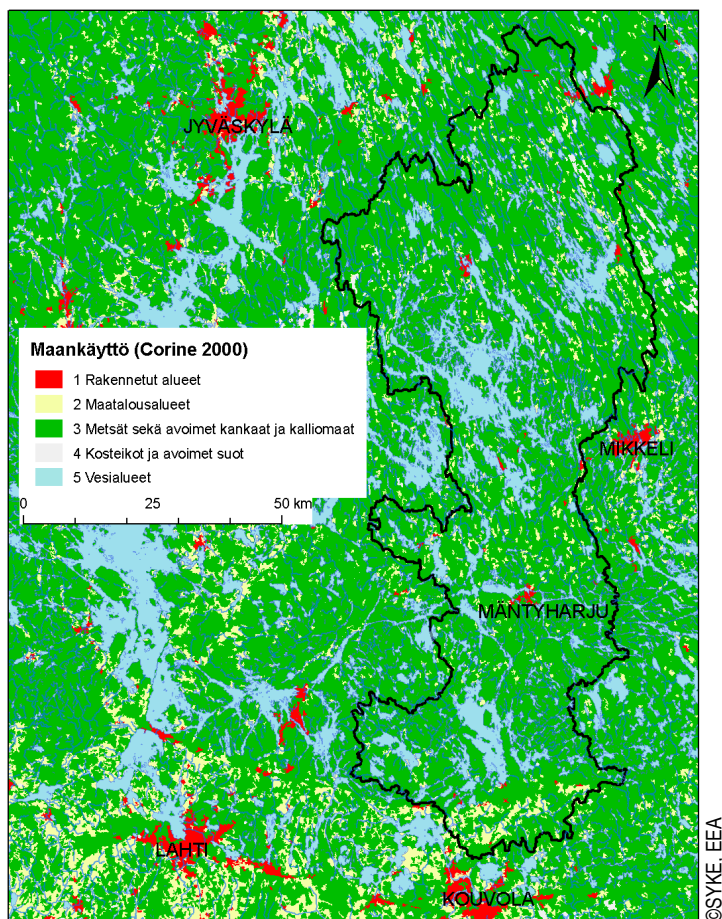 N
JYVÄSKYLÄ
Maankäyttö (Corine 2000)
1 Rakennetut alueet
2 Maatalousalueet
3 Metsät sekä avoimet kankaat ja kalliomaat
4 Kosteikot ja avoimet suot
5 Vesialueet
MIKKELI
0 25 50 km
MÄNTYHARJU
LAHTI
KOUVOLA
©SYKE, EEA